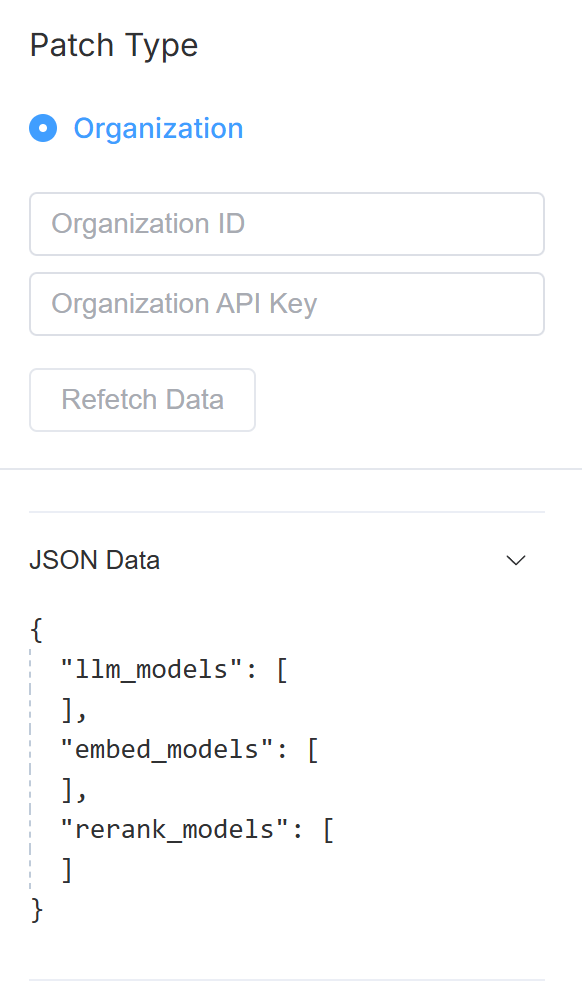 Patch Type
Organization
Organization ID
Organization API Key
Refetch Data
JSON Data
{
  "llm_models": [
  ],
  "embed_models": [
  ],
  "rerank_models": [
  ]
}